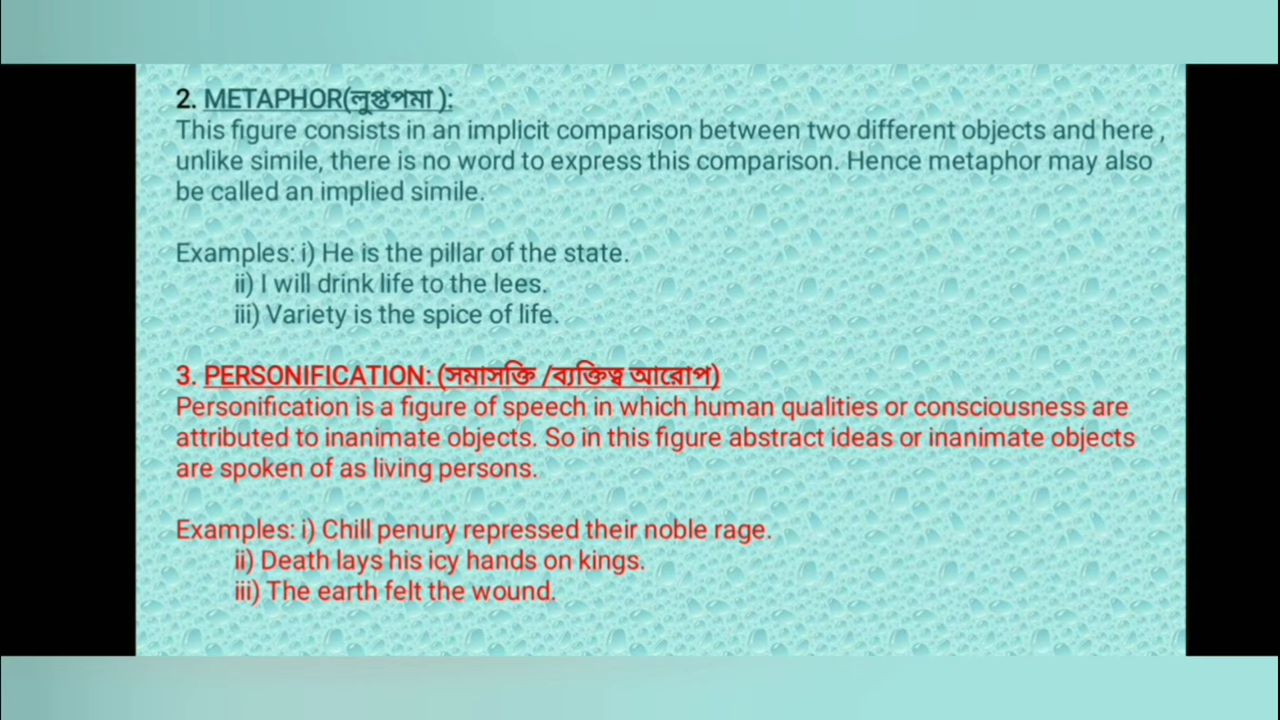 2. METAPHOR(লুপ্তপমা ):
This figure consists in an implicit comparison between two different objects and here ,
unlike simile, there is no word to express this comparison. Hence metaphor may also
be called an implied simile.
Examples: i) He is the pillar of the state.
ii) I will drink life to the lees.
iii) Variety is the spice of life.
3. PERSONIFICATION: (সমাসক্তি /ব্যক্তিত্ব আরোপ)
Personification is a figure of speech in which human qualities or consciousness are
attributed to inanimate objects. So in this figure abstract ideas or inanimate objects
are spoken of as living persons.
Examples: i) Chill penury repressed their noble rage.
ii) Death lays his icy hands on kings.
iii) The earth felt the wound.